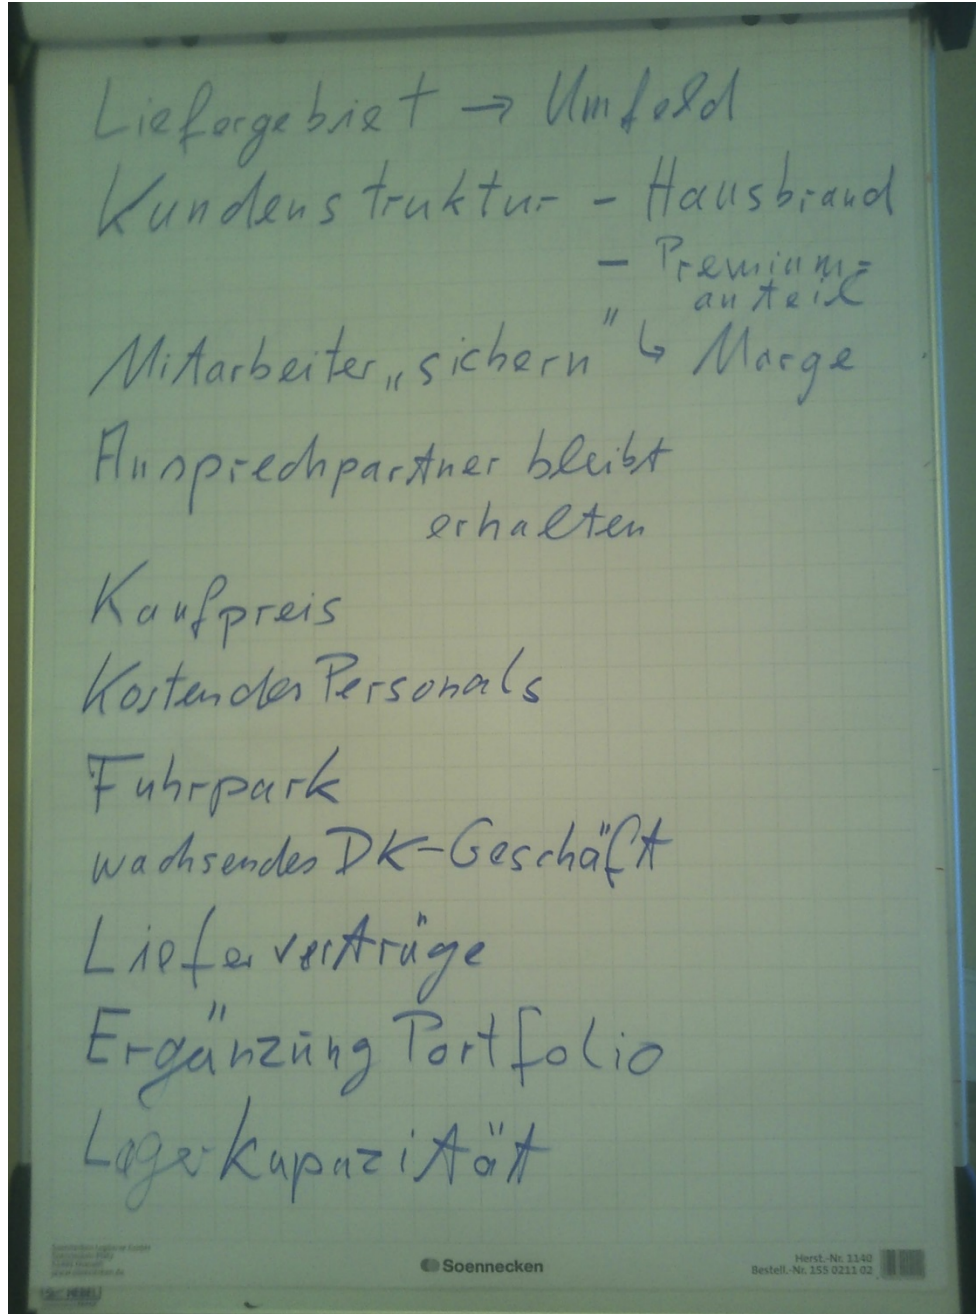 Liefergebiet → Umfeld
Kundenstruktur - Hausbrand
- Premium-
anteil
Mitarbeiter „sichern" ↳ Marge
Ansprechpartner bleibt
erhalten
Kaufpreis
Kosten des Personals
Fuhrpark
wachsendes DK-Geschäft
Lieferverträge
Ergänzung Portfolio
Lagerkapazität
Soennecken
Herst.-Nr. 1140
Bestell.-Nr. 155 0211 02